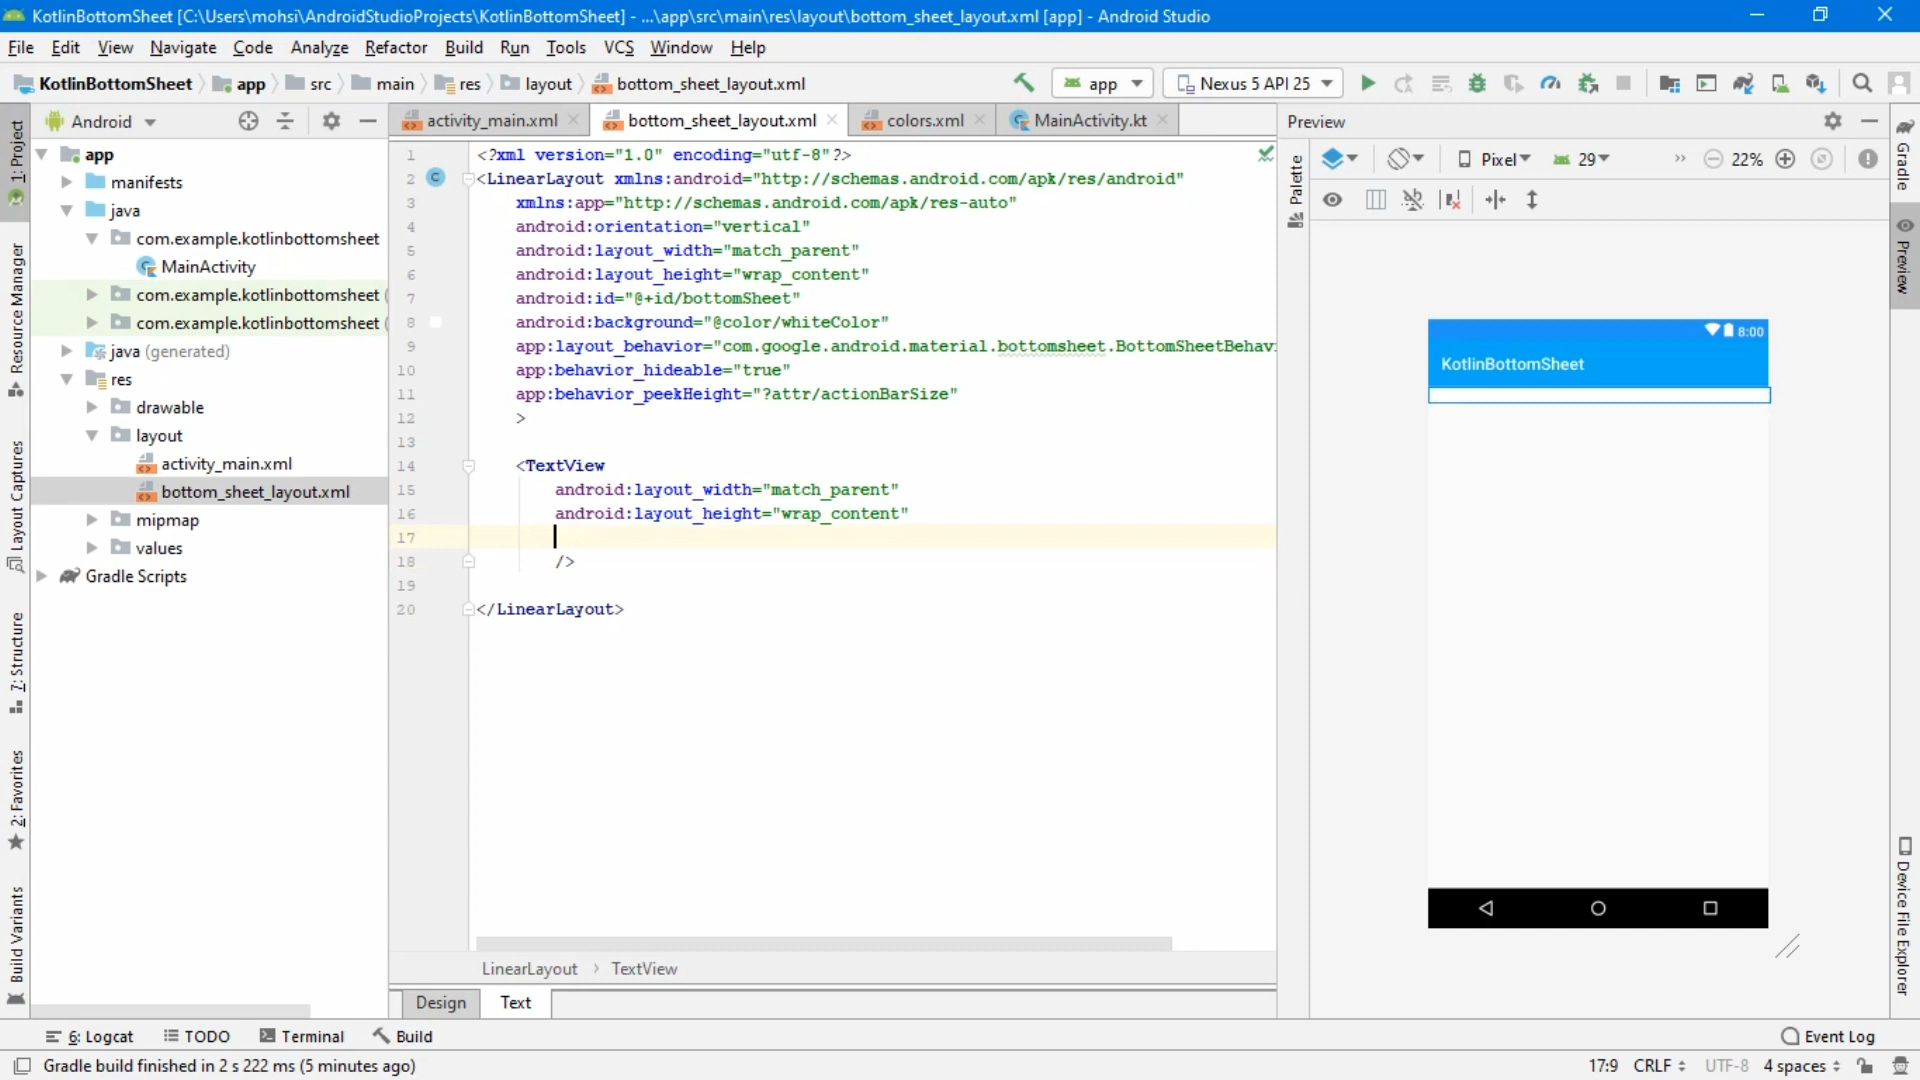 KotlinBottomSheet [C:\Users\mohsi\AndroidStudioProjects\KotlinBottomSheet] - ...\app\src\main\res\layout\bottom_sheet_layout.xml [app] - Android Studio
File Edit View Navigate Code Analyze Refactor Build Run Tools VCS Window Help
KotlinBottomSheet app src main res layout bottom_sheet_layout.xml app Nexus 5 API 25
Android
activity_main.xml bottom_sheet_layout.xml colors.xml MainActivity.kt
Preview
1: Project
Resource Manager
Layout Captures
7: Structure
2: Favorites
Build Variants
app
manifests
java
com.example.kotlinbottomsheet
MainActivity
com.example.kotlinbottomsheet (
com.example.kotlinbottomsheet (
java (generated)
res
drawable
layout
activity_main.xml
bottom_sheet_layout.xml
mipmap
values
Gradle Scripts
1 <?xml version="1.0" encoding="utf-8"?>
2 <LinearLayout xmlns:android="http://schemas.android.com/apk/res/android"
3 xmlns:app="http://schemas.android.com/apk/res-auto"
4 android:orientation="vertical"
5 android:layout_width="match_parent"
6 android:layout_height="wrap_content"
7 android:id="@+id/bottomSheet"
8 android:background="@color/whiteColor"
9 app:layout_behavior="com.google.android.material.bottomsheet.BottomSheetBehavi
10 app:behavior_hideable="true"
11 app:behavior_peekHeight="?attr/actionBarSize"
12 >
13
14 <TextView
15 android:layout_width="match_parent"
16 android:layout_height="wrap_content"
17
18 />
19
20 </LinearLayout>
LinearLayout › TextView
Design Text
Palette
Pixel 29 » 22%
8:00
KotlinBottomSheet
Gradle
Preview
Device File Explorer
6: Logcat TODO Terminal Build Event Log
Gradle build finished in 2 s 222 ms (5 minutes ago) 17:9 CRLF UTF-8 4 spaces